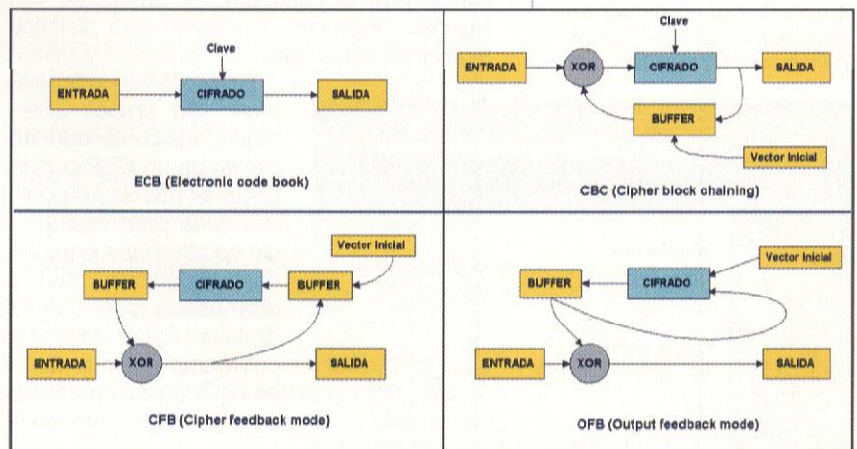 Clave
ENTRADA
CIFRADO
SALIDA
ECB (Electronic code book)
Clave
ENTRADA
XOR
CIFRADO
SALIDA
BUFFER
Vector Inicial
CBC (Cipher block chaining)
Vector Inicial
BUFFER
CIFRADO
BUFFER
ENTRADA
XOR
SALIDA
CFB (Cipher feedback mode)
Vector Inicial
BUFFER
CIFRADO
ENTRADA
XOR
SALIDA
OFB (Output feedback mode)